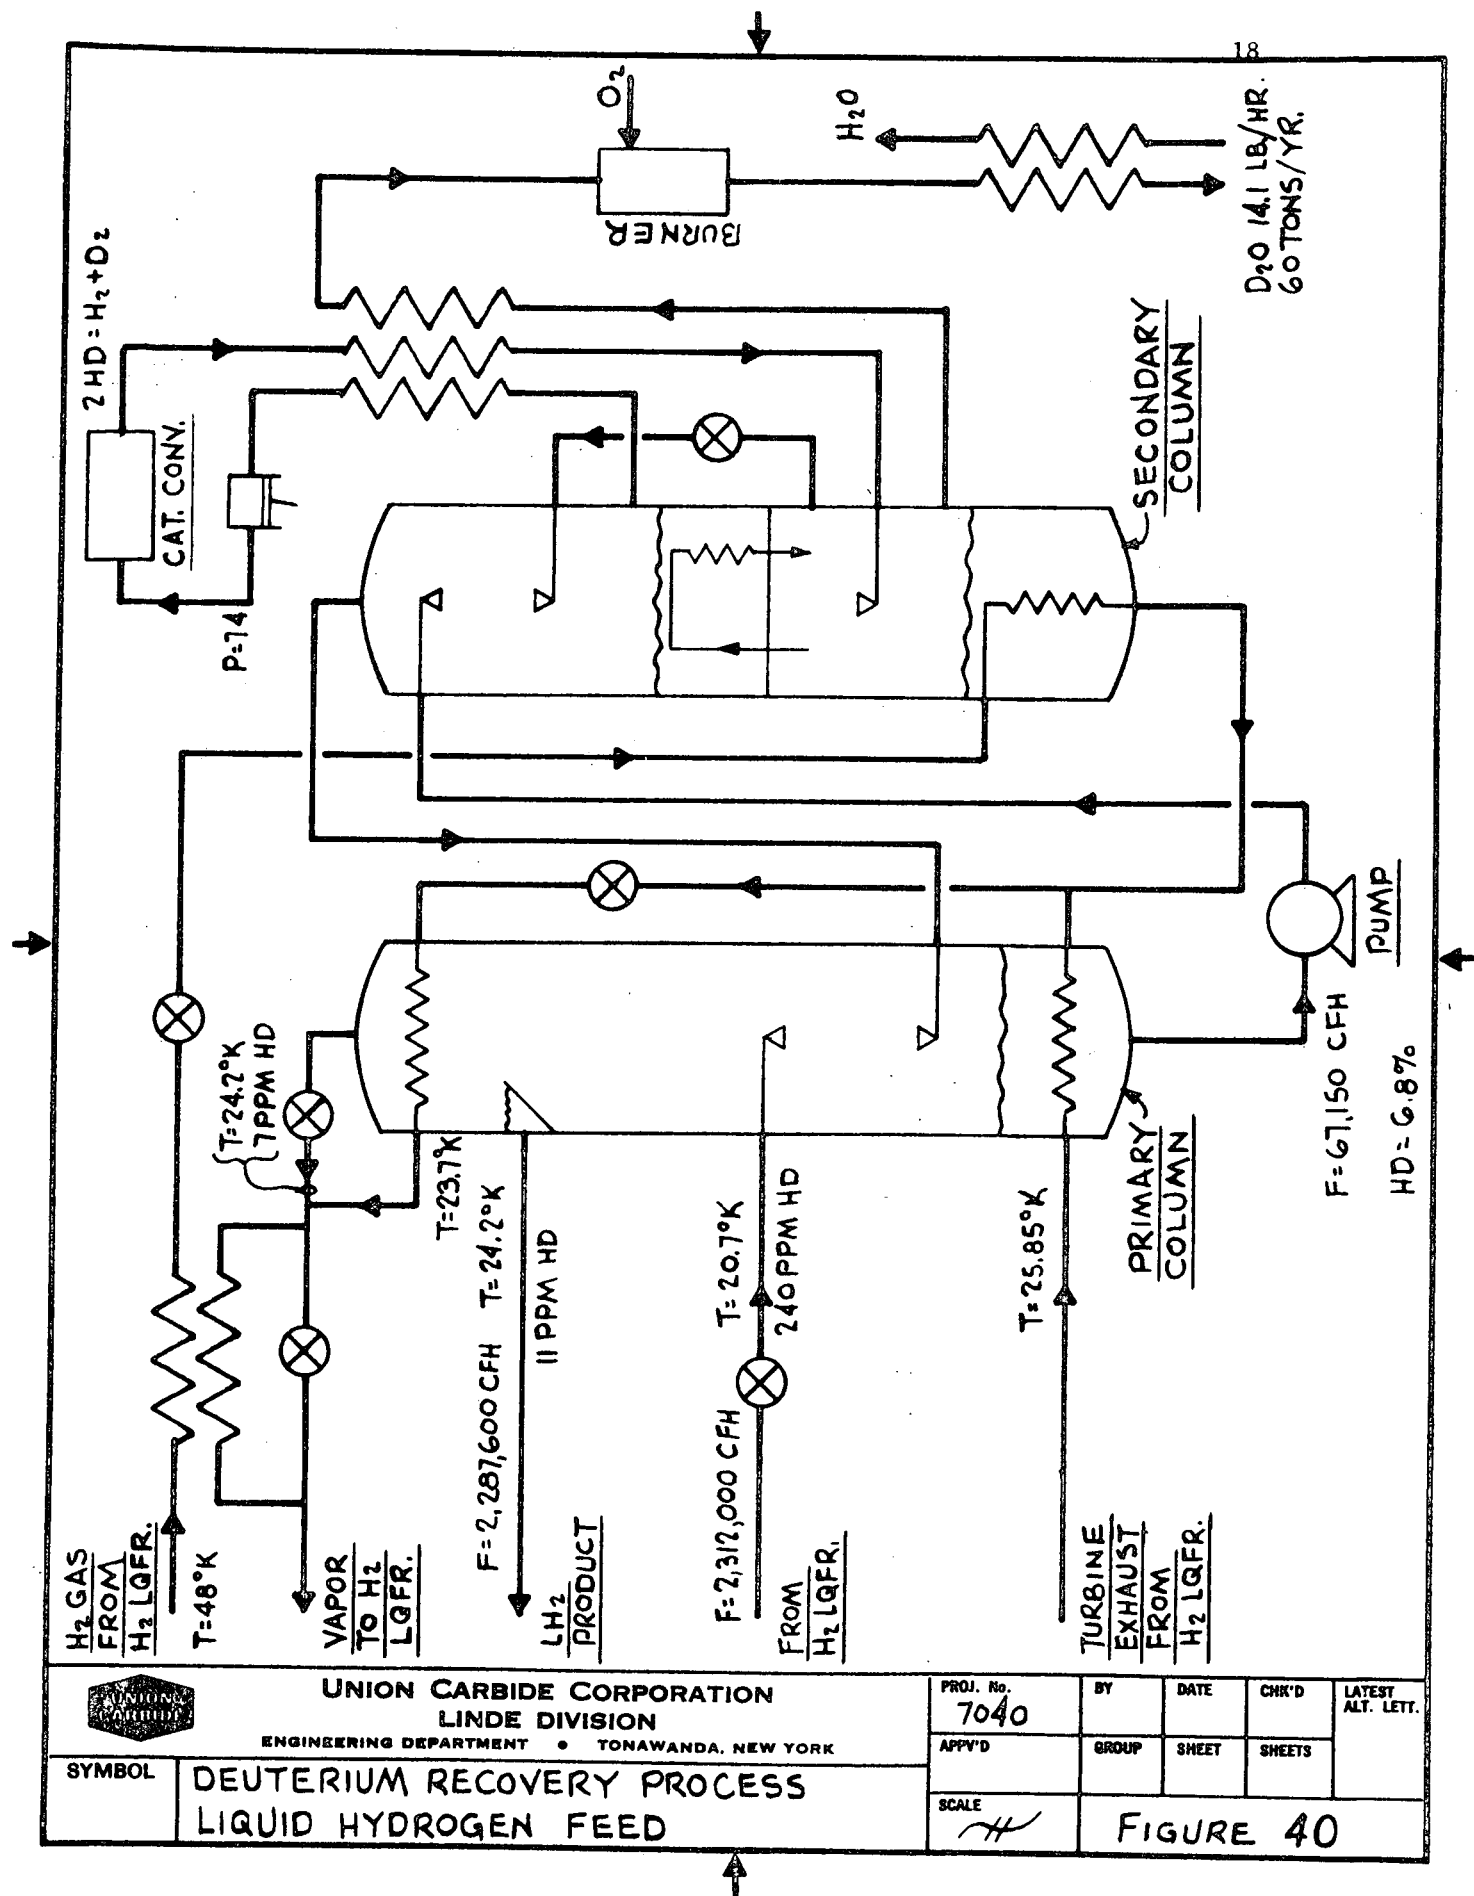 18
O₂
H₂O
D₂O 14.1 LB/HR.
60 TONS/YR.
BURNER
2 HD = H₂ + D₂
CAT. CONV.
P=74
SECONDARY
COLUMN
PUMP
F=67,150 CFH
HD=6.8%
T=24.2°K
7PPM HD
T=23.7°K
PRIMARY
COLUMN
F=2,287,600 CFH T=24.2°K
11 PPM HD
F=2,312,000 CFH T=20.7°K
240 PPM HD
T=25.85°K
H₂ GAS
FROM
H₂ LQFR.
T=48°K
VAPOR
TO H₂
LQFR.
LH₂
PRODUCT
FROM
H₂ LQFR.
TURBINE
EXHAUST
FROM
H₂ LQFR.
UNION
CARBIDE
UNION CARBIDE CORPORATION
LINDE DIVISION
ENGINEERING DEPARTMENT • TONAWANDA, NEW YORK
SYMBOL
DEUTERIUM RECOVERY PROCESS
LIQUID HYDROGEN FEED
PROJ. No.
7040
BY
DATE
CHK'D
LATEST
ALT. LETT.
APPV'D
GROUP
SHEET
SHEETS
SCALE
FIGURE 40